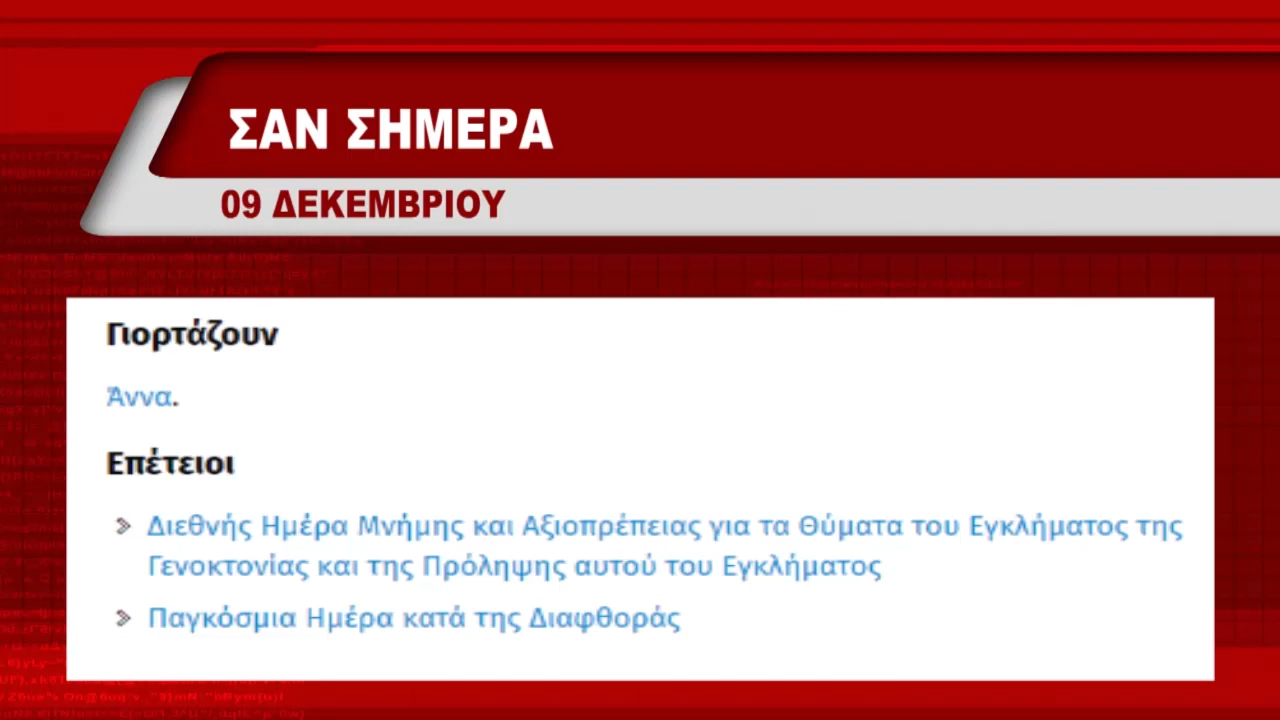 ΣΑΝ ΣΗΜΕΡΑ
09 ΔΕΚΕΜΒΡΙΟΥ
Γιορτάζουν
Άννα.
Επέτειοι
Διεθνής Ημέρα Μνήμης και Αξιοπρέπειας για τα Θύματα του Εγκλήματος της
Γενοκτονίας και της Πρόληψης αυτού του Εγκλήματος
Παγκόσμια Ημέρα κατά της Διαφθοράς